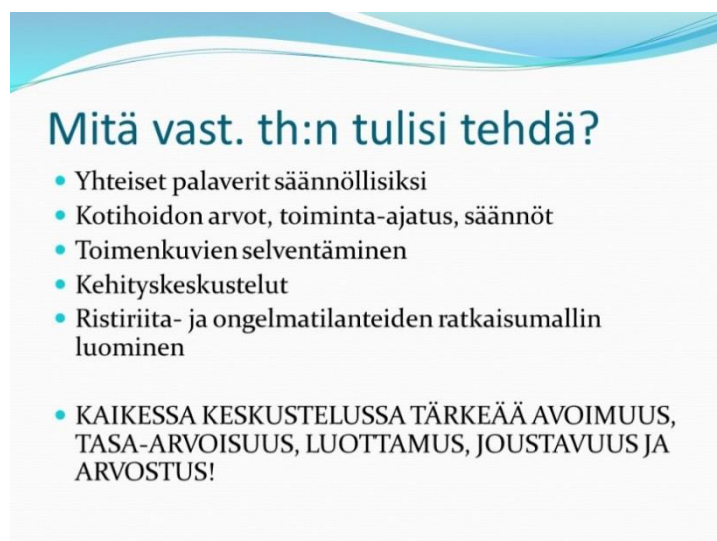 Mitä vast. th:n tulisi tehdä?
• Yhteiset palaverit säännöllisiksi
• Kotihoidon arvot, toiminta-ajatus, säännöt
• Toimenkuvien selventäminen
• Kehityskeskustelut
• Ristiriita- ja ongelmatilanteiden ratkaisumallin
luominen
• KAIKESSA KESKUSTELUSSA TÄRKEÄÄ AVOIMUUS,
TASA-ARVOISUUS, LUOTTAMUS, JOUSTAVUUS JA
ARVOSTUS!